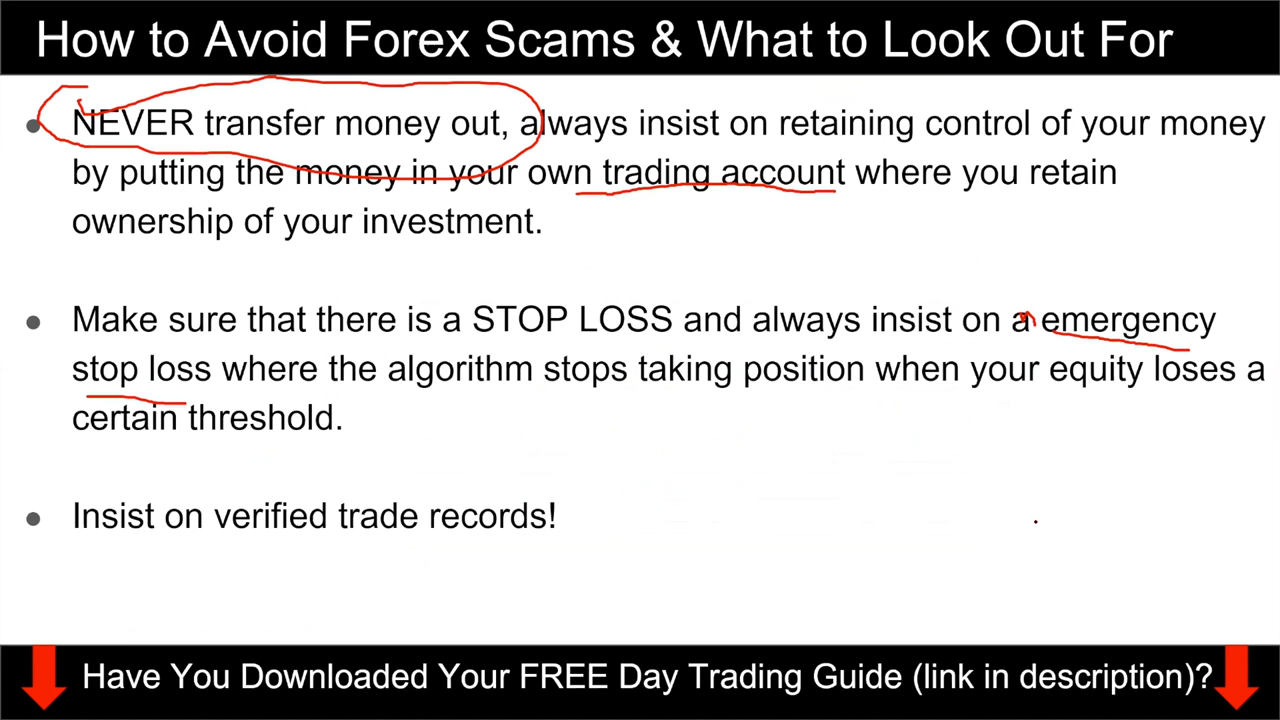 How to Avoid Forex Scams & What to Look Out For
● NEVER transfer money out, always insist on retaining control of your money
by putting the money in your own trading account where you retain
ownership of your investment.
● Make sure that there is a STOP LOSS and always insist on a emergency
stop loss where the algorithm stops taking position when your equity loses a
certain threshold.
● Insist on verified trade records!
Have You Downloaded Your FREE Day Trading Guide (link in description)?